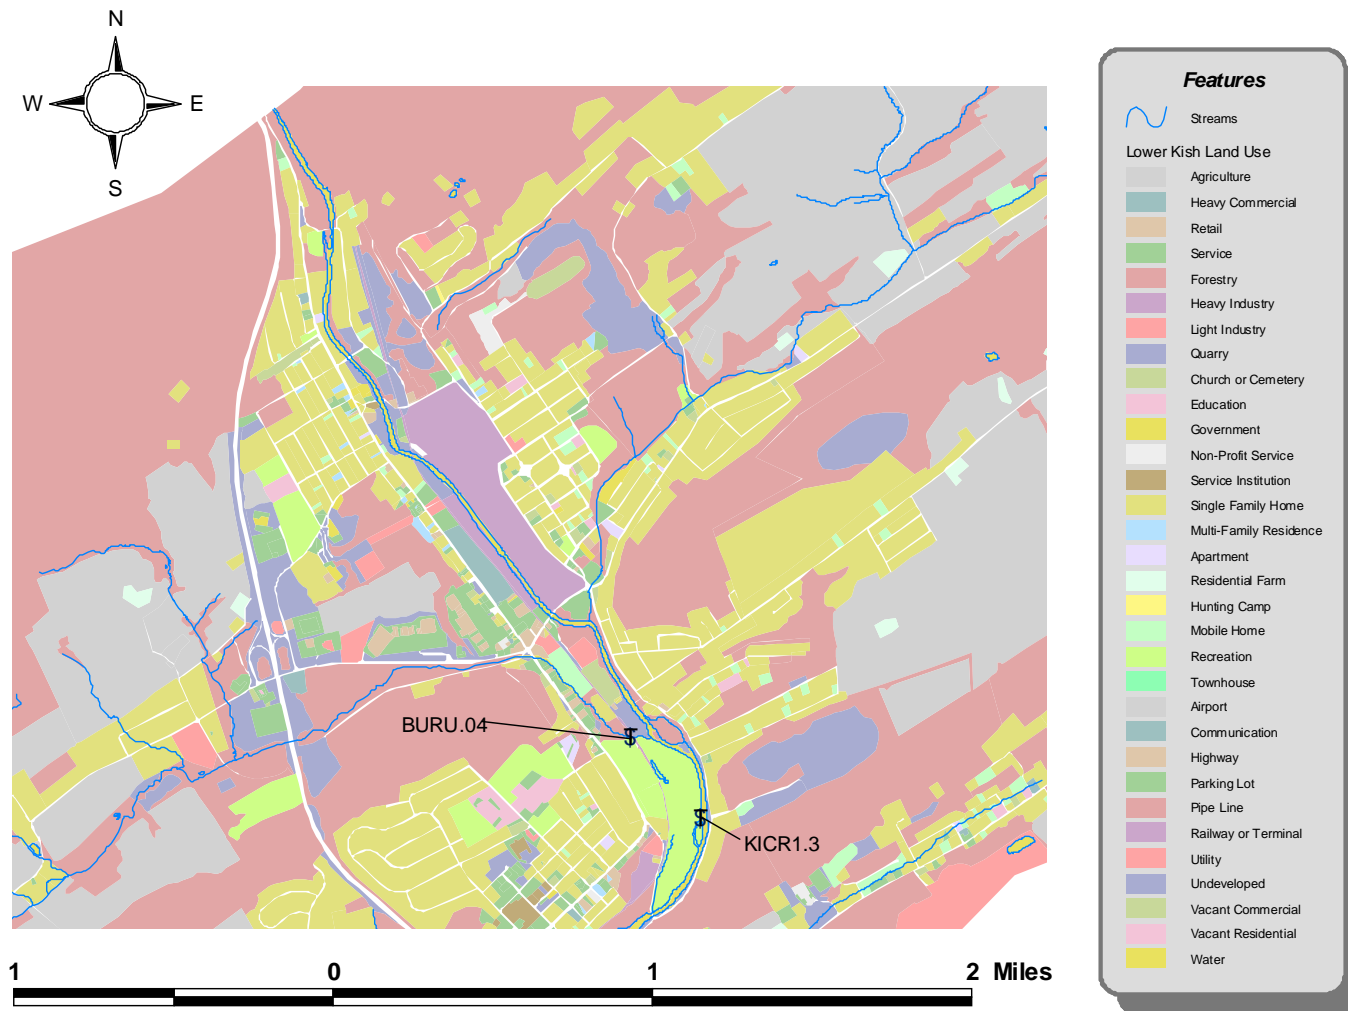 N
W
E
S
BURU.04
KICR1.3
1
0
1
2 Miles
Features
Streams
Lower Kish Land Use
Agriculture
Heavy Commercial
Retail
Service
Forestry
Heavy Industry
Light Industry
Quarry
Church or Cemetery
Education
Government
Non-Profit Service
Service Institution
Single Family Home
Multi-Family Residence
Apartment
Residential Farm
Hunting Camp
Mobile Home
Recreation
Townhouse
Airport
Communication
Highway
Parking Lot
Pipe Line
Railway or Terminal
Utility
Undeveloped
Vacant Commercial
Vacant Residential
Water